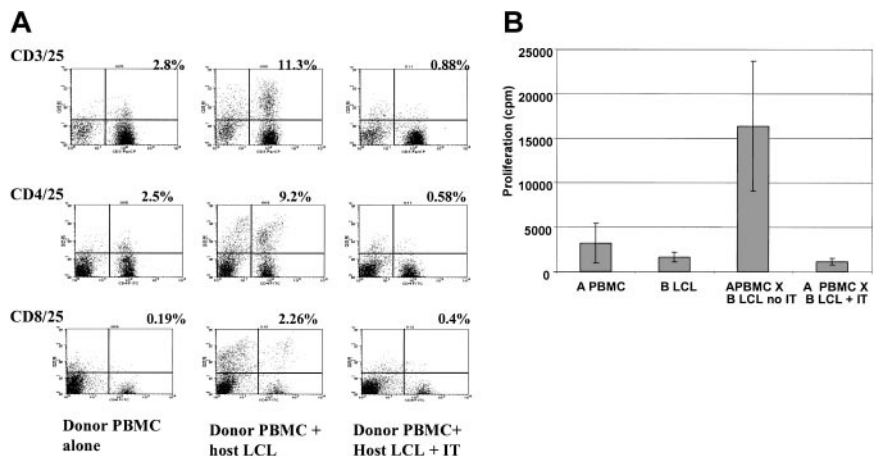 A
CD3/25
2.8%
11.3%
0.88%
CD4/25
2.5%
9.2%
0.58%
CD8/25
0.19%
2.26%
0.4%
Donor PBMC
alone
Donor PBMC +
host LCL
Donor PBMC+
Host LCL + IT
B
Proliferation (cpm)
25000
20000
15000
10000
5000
0
A PBMC
B LCL
APBMC X
B LCL no IT
A PBMC X
B LCL + IT